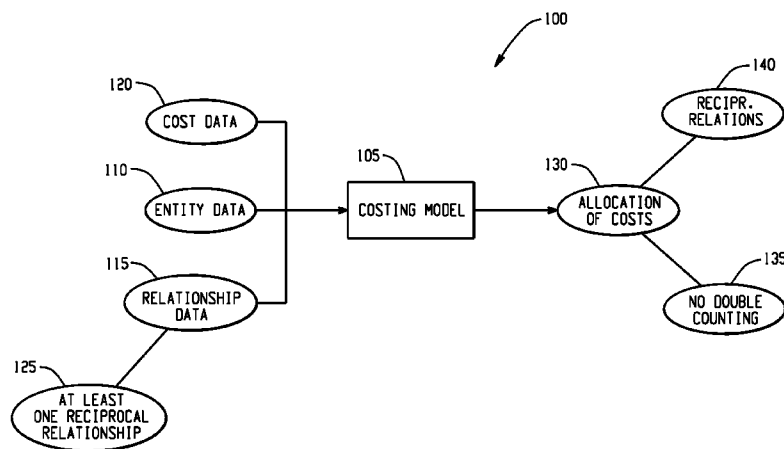 100
120
COST DATA
110
ENTITY DATA
115
RELATIONSHIP
DATA
125
AT LEAST
ONE RECIPROCAL
RELATIONSHIP
105
COSTING MODEL
130
ALLOCATION
OF COSTS
140
RECIPR.
RELATIONS
135
NO DOUBLE
COUNTING